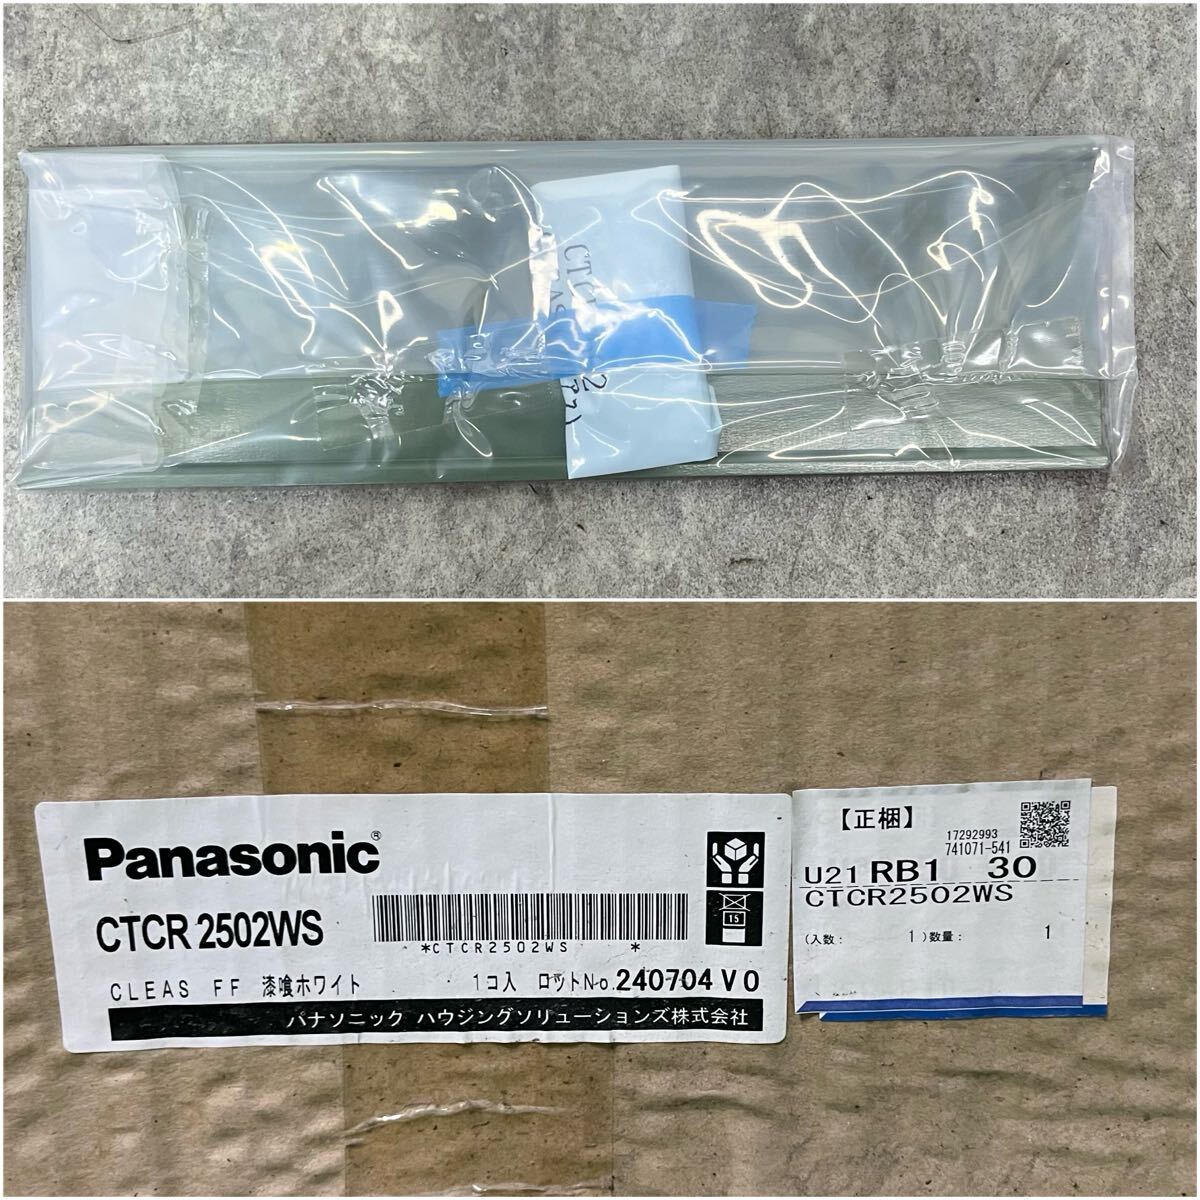 Panasonic®
CTCR 2502WS
*CTCR2502WS *
CLEAS FF 漆喰ホワイト 1コ入 ロットNo.240704 V0
パナソニック ハウジングソリューションズ株式会社
15
【正梱】
17292993
741071-541
U21 RB1 30
CTCR2502WS
(入数: 1)数量: 1